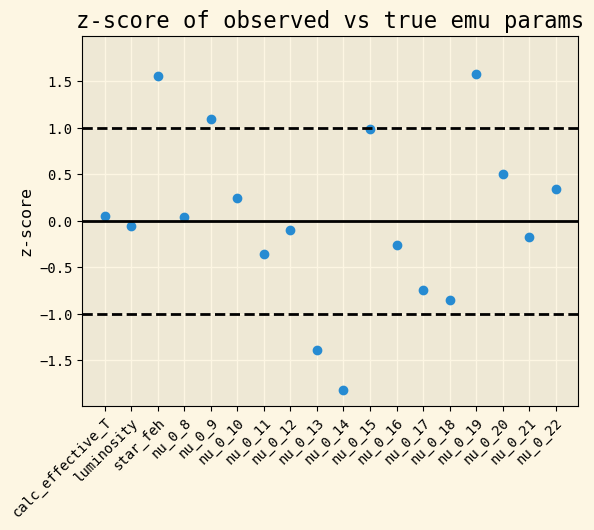 z-score of observed vs true emu params
z-score
1.5
1.0
0.5
0.0
−0.5
−1.0
−1.5
calc_effective_T
luminosity
star_feh
nu_0_8
nu_0_9
nu_0_10
nu_0_11
nu_0_12
nu_0_13
nu_0_14
nu_0_15
nu_0_16
nu_0_17
nu_0_18
nu_0_19
nu_0_20
nu_0_21
nu_0_22